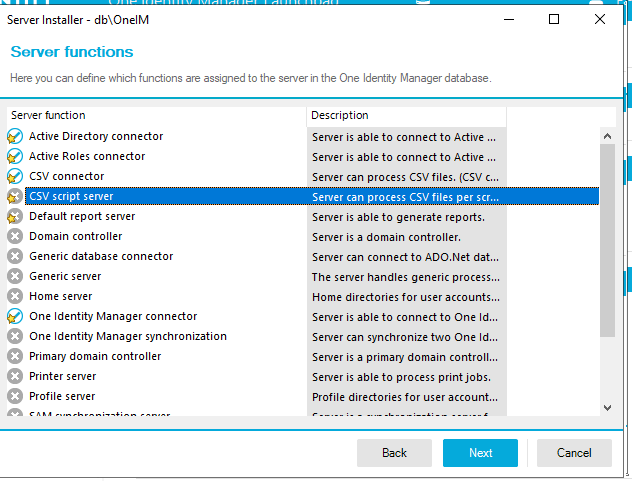 One Identity Manager Launchpad
Server Installer - db\OneIM
Server functions
Here you can define which functions are assigned to the server in the One Identity Manager database.
Server function Description
Active Directory connector Server is able to connect to Active ...
Active Roles connector Server is able to connect to Active ...
CSV connector Server can process CSV files. (CSV c...
CSV script server Server can process CSV files per scr...
Default report server Server is able to generate reports.
Domain controller Server is a domain controller.
Generic database connector Server can connect to ADO.Net dat...
Generic server The server handles generic process...
Home server Home directories for user accounts...
One Identity Manager connector Server is able to connect to One Id...
One Identity Manager synchronization Server can synchronize two One Id...
Primary domain controller Server is a primary domain controll...
Printer server Server is able to process print jobs.
Profile server Profile directories for user account...
SAM synchronization server Server is a synchronization server f...
Back Next Cancel